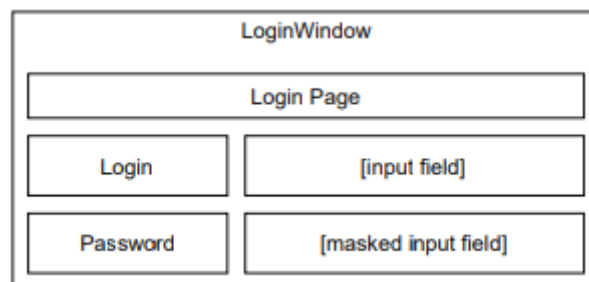 LoginWindow
Login Page
Login [input field]
Password [masked input field]